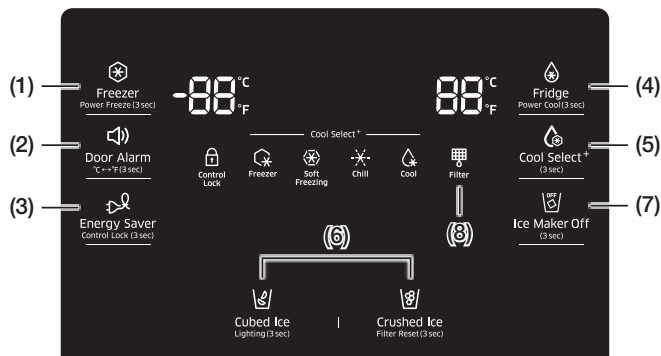 (1)
Freezer
Power Freeze (3 sec)
(2)
Door Alarm
℃↔℉(3 sec)
(3)
Energy Saver
Control Lock (3 sec)
-88 °C °F
88 °C °F
Cool Select+
Control Lock
Freezer
Soft Freezing
Chill
Cool
Filter
(6)
(8)
(4)
Fridge
Power Cool (3 sec)
(5)
Cool Select+
(3 sec)
(7)
OFF
Ice Maker Off
(3 sec)
Cubed Ice
Lighting (3 sec)
|
Crushed Ice
Filter Reset (3 sec)